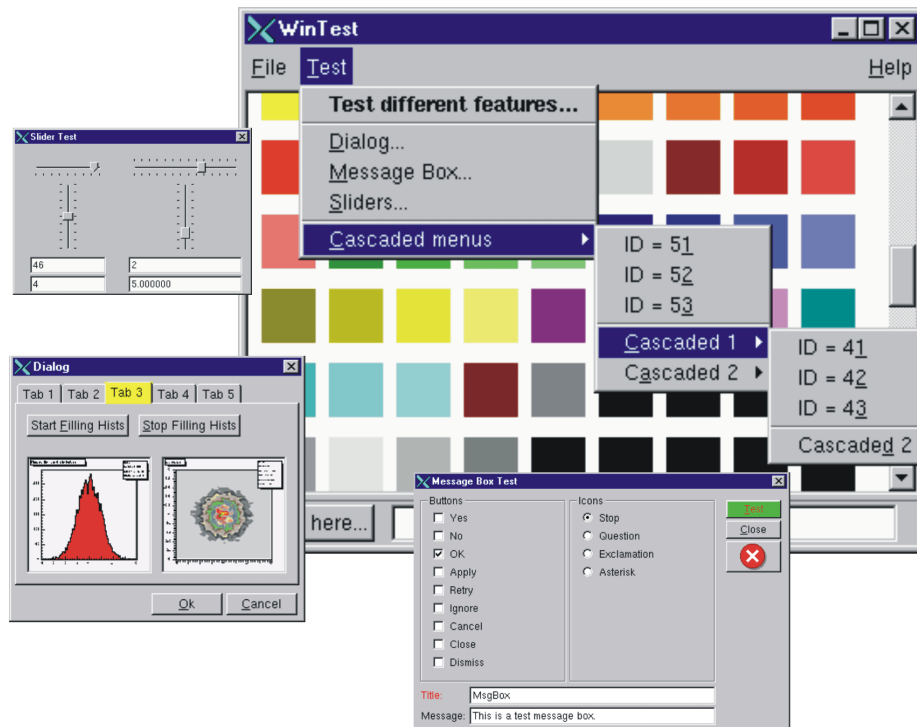 WinTest
File Test Help
Test different features...
Dialog...
Message Box...
Sliders...
Cascaded menus
ID = 51
ID = 52
ID = 53
Cascaded 1
Cascaded 2
ID = 41
ID = 42
ID = 43
Cascaded 2
here...
Slider Test
46 2
4 5.000000
Dialog
Tab 1 Tab 2 Tab 3 Tab 4 Tab 5
Start Filling Hists Stop Filling Hists
Ok Cancel
Message Box Test
Buttons
Yes
No
OK
Apply
Retry
Ignore
Cancel
Close
Dismiss
Icons
Stop
Question
Exclamation
Asterisk
Test
Close
Title: MsgBox
Message: This is a test message box.